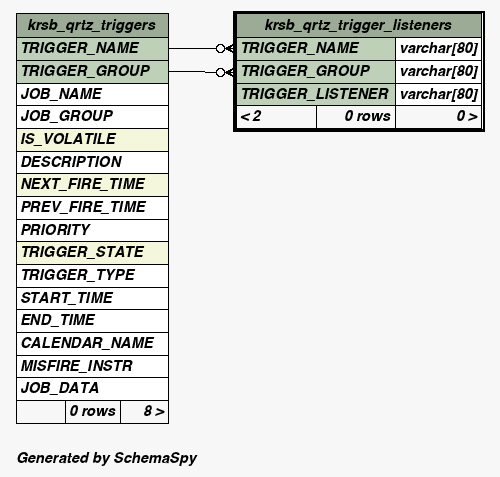 krsb_qrtz_triggers
TRIGGER_NAME
TRIGGER_GROUP
JOB_NAME
JOB_GROUP
IS_VOLATILE
DESCRIPTION
NEXT_FIRE_TIME
PREV_FIRE_TIME
PRIORITY
TRIGGER_STATE
TRIGGER_TYPE
START_TIME
END_TIME
CALENDAR_NAME
MISFIRE_INSTR
JOB_DATA
0 rows 8 >
krsb_qrtz_trigger_listeners
TRIGGER_NAME varchar[80]
TRIGGER_GROUP varchar[80]
TRIGGER_LISTENER varchar[80]
< 2 0 rows 0 >
Generated by SchemaSpy